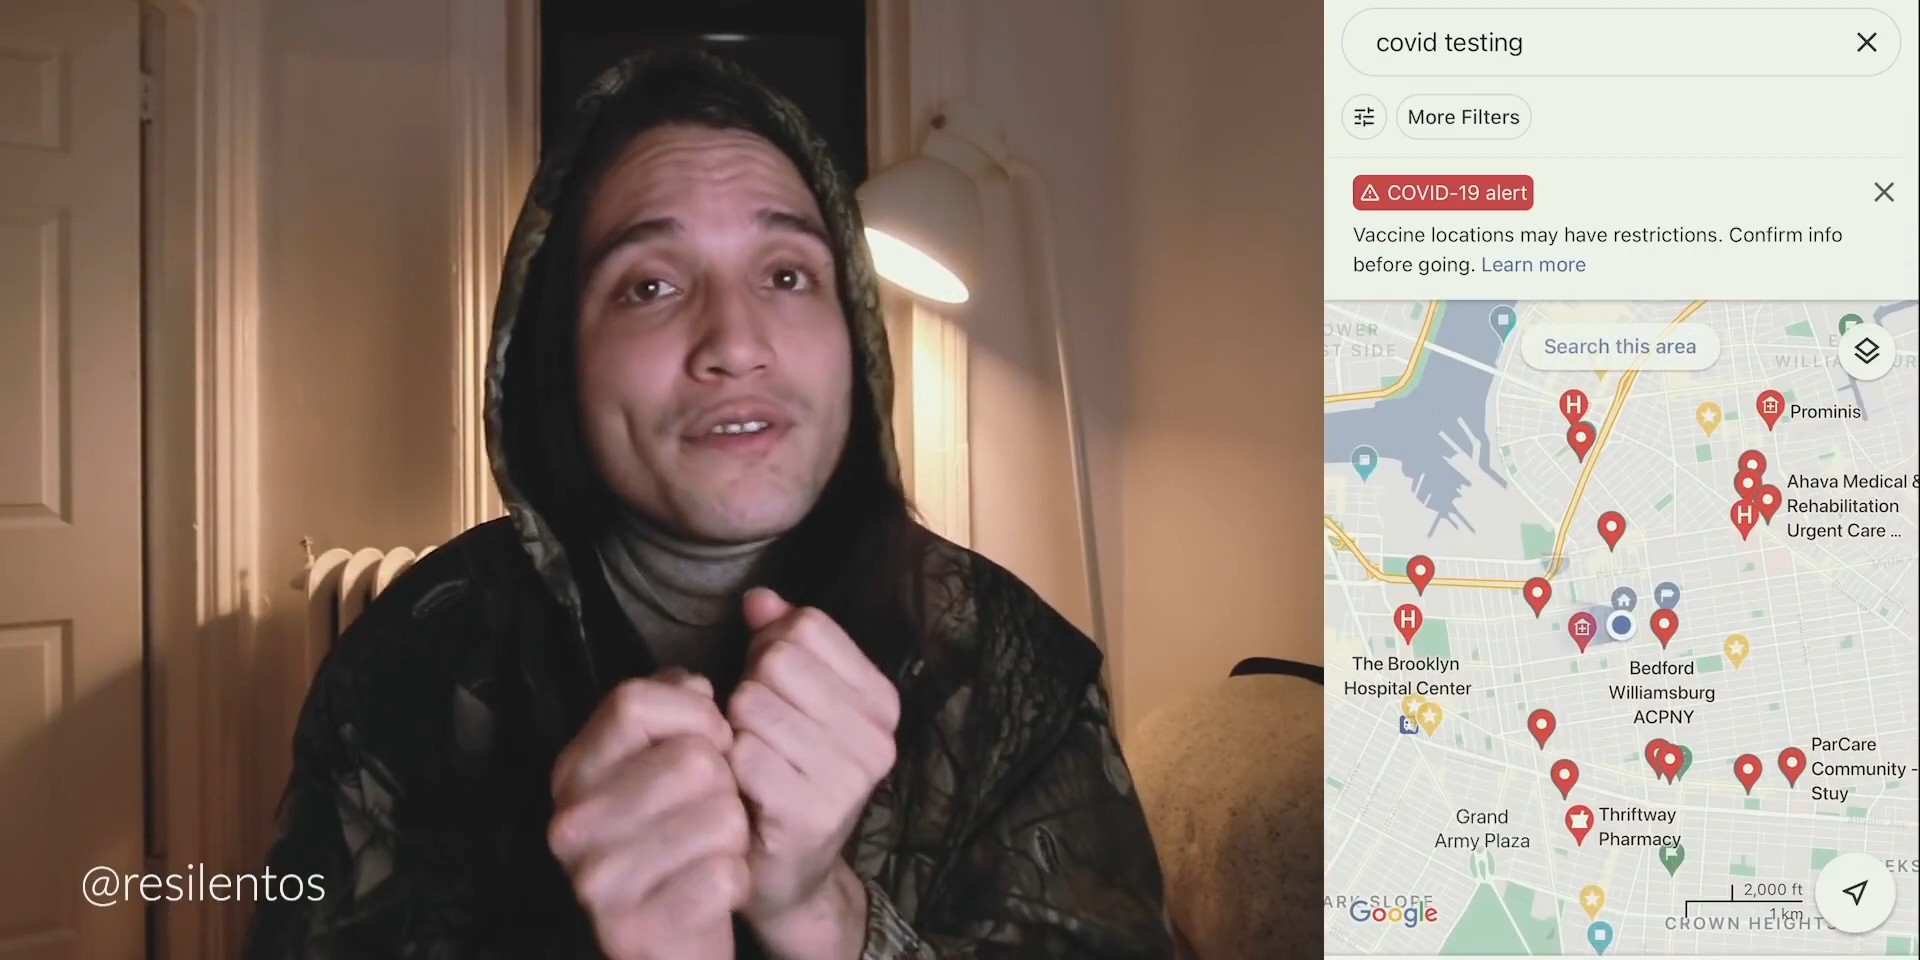 covid testing
More Filters
COVID-19 alert
Vaccine locations may have restrictions. Confirm info
before going. Learn more
Search this area
Prominis
Ahava Medical &
Rehabilitation
Urgent Care ...
The Brooklyn
Hospital Center
Bedford
Williamsburg
ACPNY
ParCare
Community -
Stuy
Thriftway
Pharmacy
Grand
Army Plaza
2,000 ft
1 km
Google
CROWN HEIGHTS
@resilentos